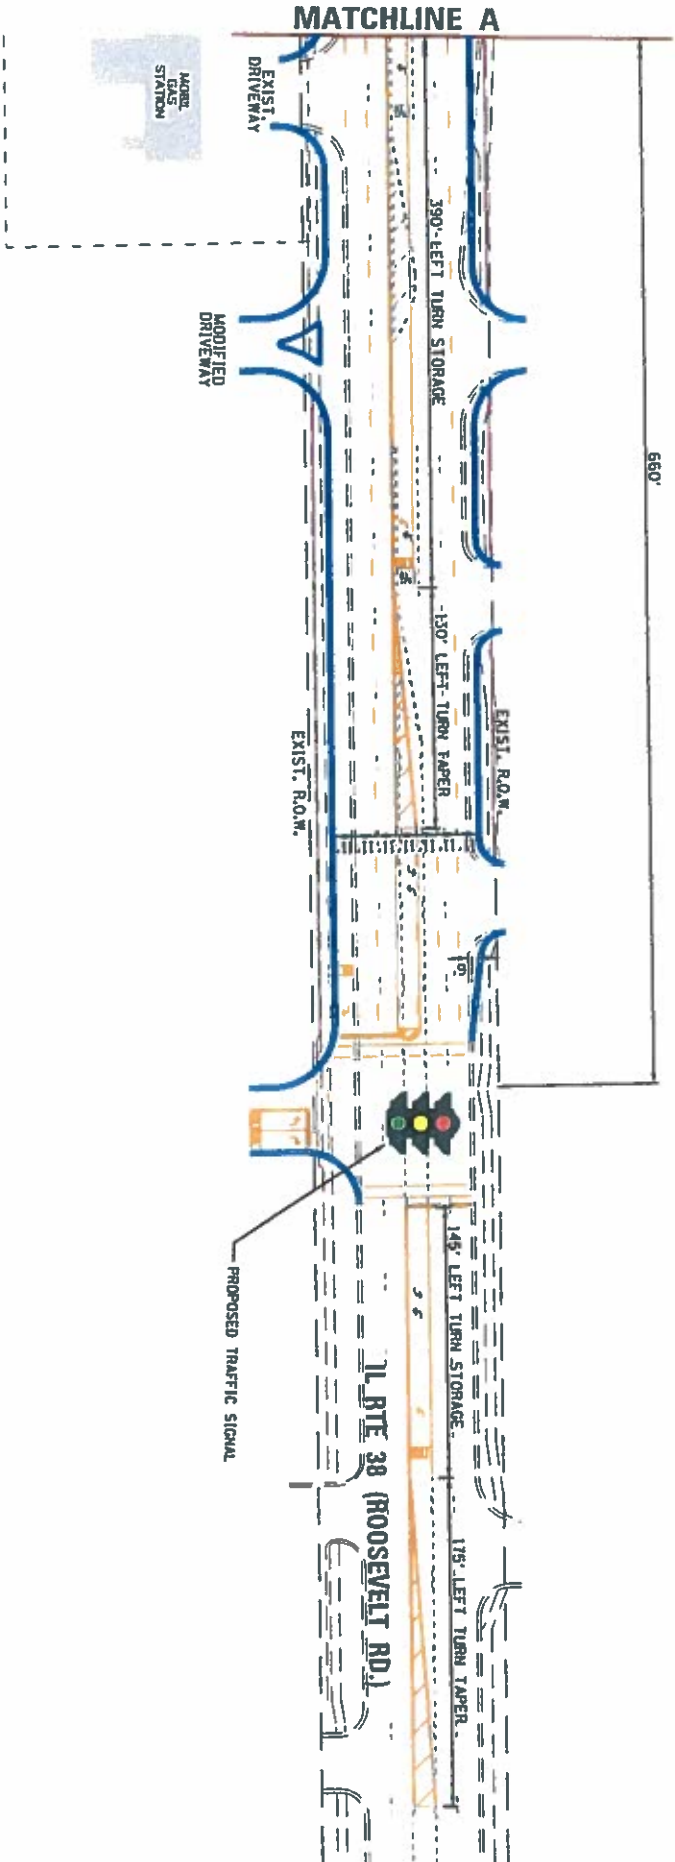 MATCHLINE A
MOBIL
GAS
STATION
EXIST.
DRIVEWAY
390' LEFT TURN STORAGE
MODIFIED
DRIVEWAY
660'
130' LEFT TURN TAPER
EXIST. R.O.W.
EXIST. R.O.W.
145' LEFT TURN STORAGE
PROPOSED TRAFFIC SIGNAL
IL RTE 38 (ROOSEVELT RD.)
175' LEFT TURN TAPER